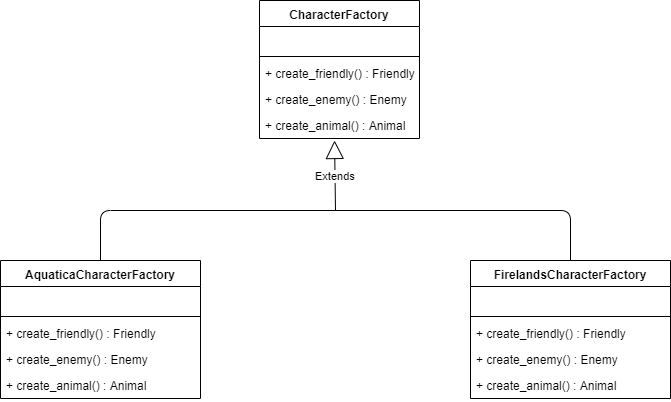 CharacterFactory
+ create_friendly() : Friendly
+ create_enemy() : Enemy
+ create_animal() : Animal
Extends
AquaticaCharacterFactory
+ create_friendly() : Friendly
+ create_enemy() : Enemy
+ create_animal() : Animal
FirelandsCharacterFactory
+ create_friendly() : Friendly
+ create_enemy() : Enemy
+ create_animal() : Animal